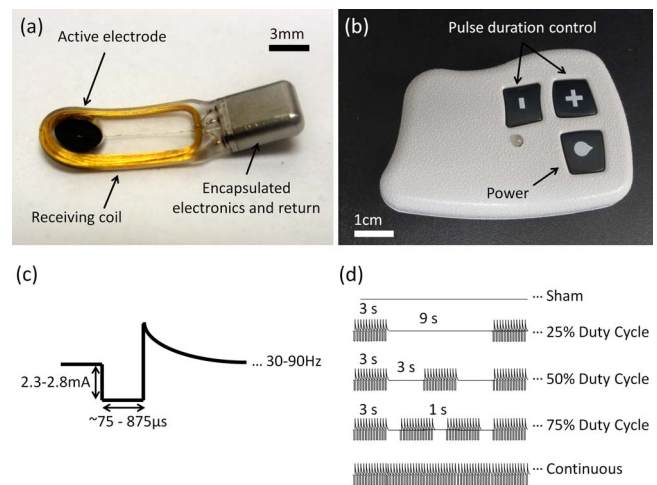 (a)
Active electrode
3mm
Receiving coil
Encapsulated
electronics and return
(b)
Pulse duration control
Power
1cm
(c)
2.3-2.8mA
~75 - 875μs
... 30-90Hz
(d)
... Sham
3 s
9 s
... 25% Duty Cycle
3 s
3 s
... 50% Duty Cycle
3 s
1 s
... 75% Duty Cycle
... Continuous